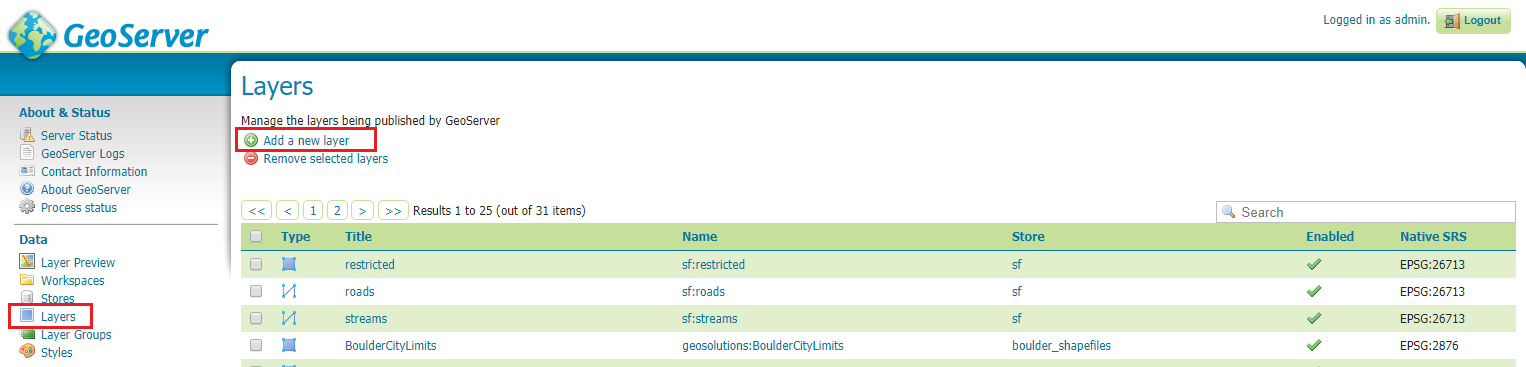 GeoServer
Logged in as admin. Logout
About & Status
Server Status
GeoServer Logs
Contact Information
About GeoServer
Process status
Data
Layer Preview
Workspaces
Stores
Layers
Layer Groups
Styles
Layers
Manage the layers being published by GeoServer
Add a new layer
Remove selected layers
<< < 1 2 > >> Results 1 to 25 (out of 31 items) Search
Type Title Name Store Enabled Native SRS
restricted sf:restricted sf EPSG:26713
roads sf:roads sf EPSG:26713
streams sf:streams sf EPSG:26713
BoulderCityLimits geosolutions:BoulderCityLimits boulder_shapefiles EPSG:2876